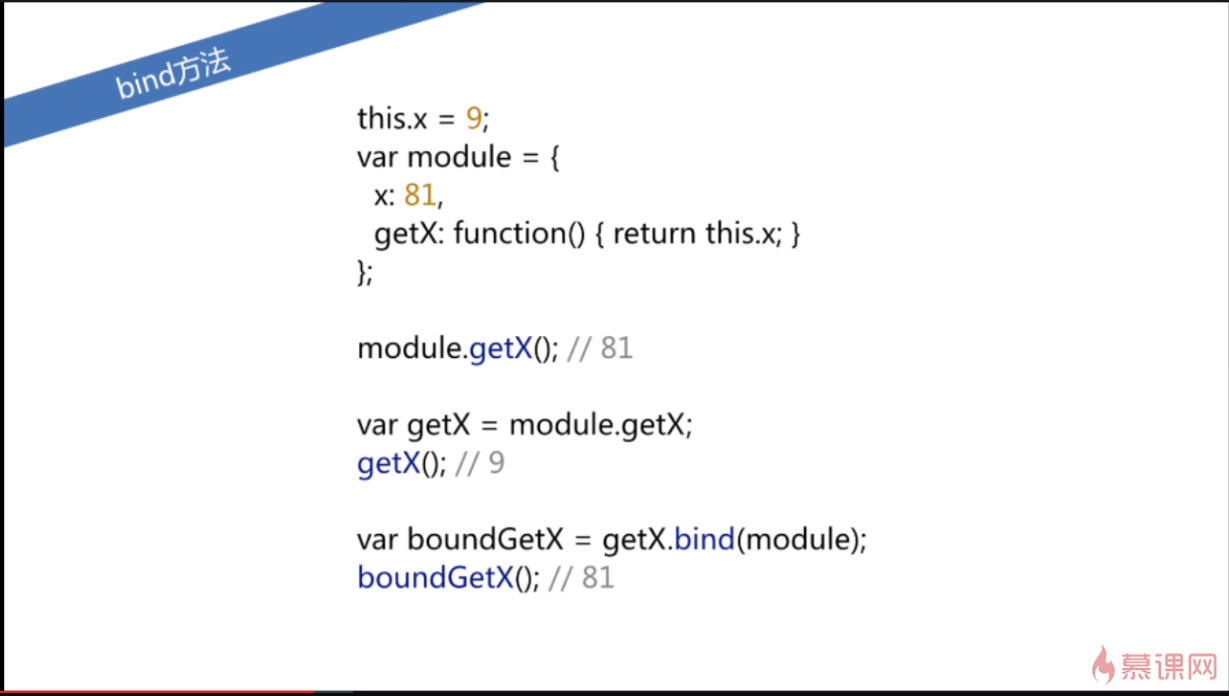 bind方法
this.x = 9;
var module = {
  x: 81,
  getX: function() { return this.x; }
};
module.getX(); // 81
var getX = module.getX;
getX(); // 9
var boundGetX = getX.bind(module);
boundGetX(); // 81
慕课网